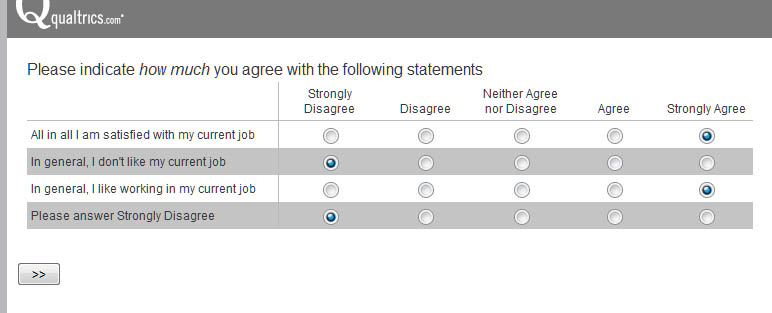 qualtrics.com
Please indicate how much you agree with the following statements
Strongly Disagree Disagree Neither Agree nor Disagree Agree Strongly Agree
All in all I am satisfied with my current job
In general, I don't like my current job
In general, I like working in my current job
Please answer Strongly Disagree
>>